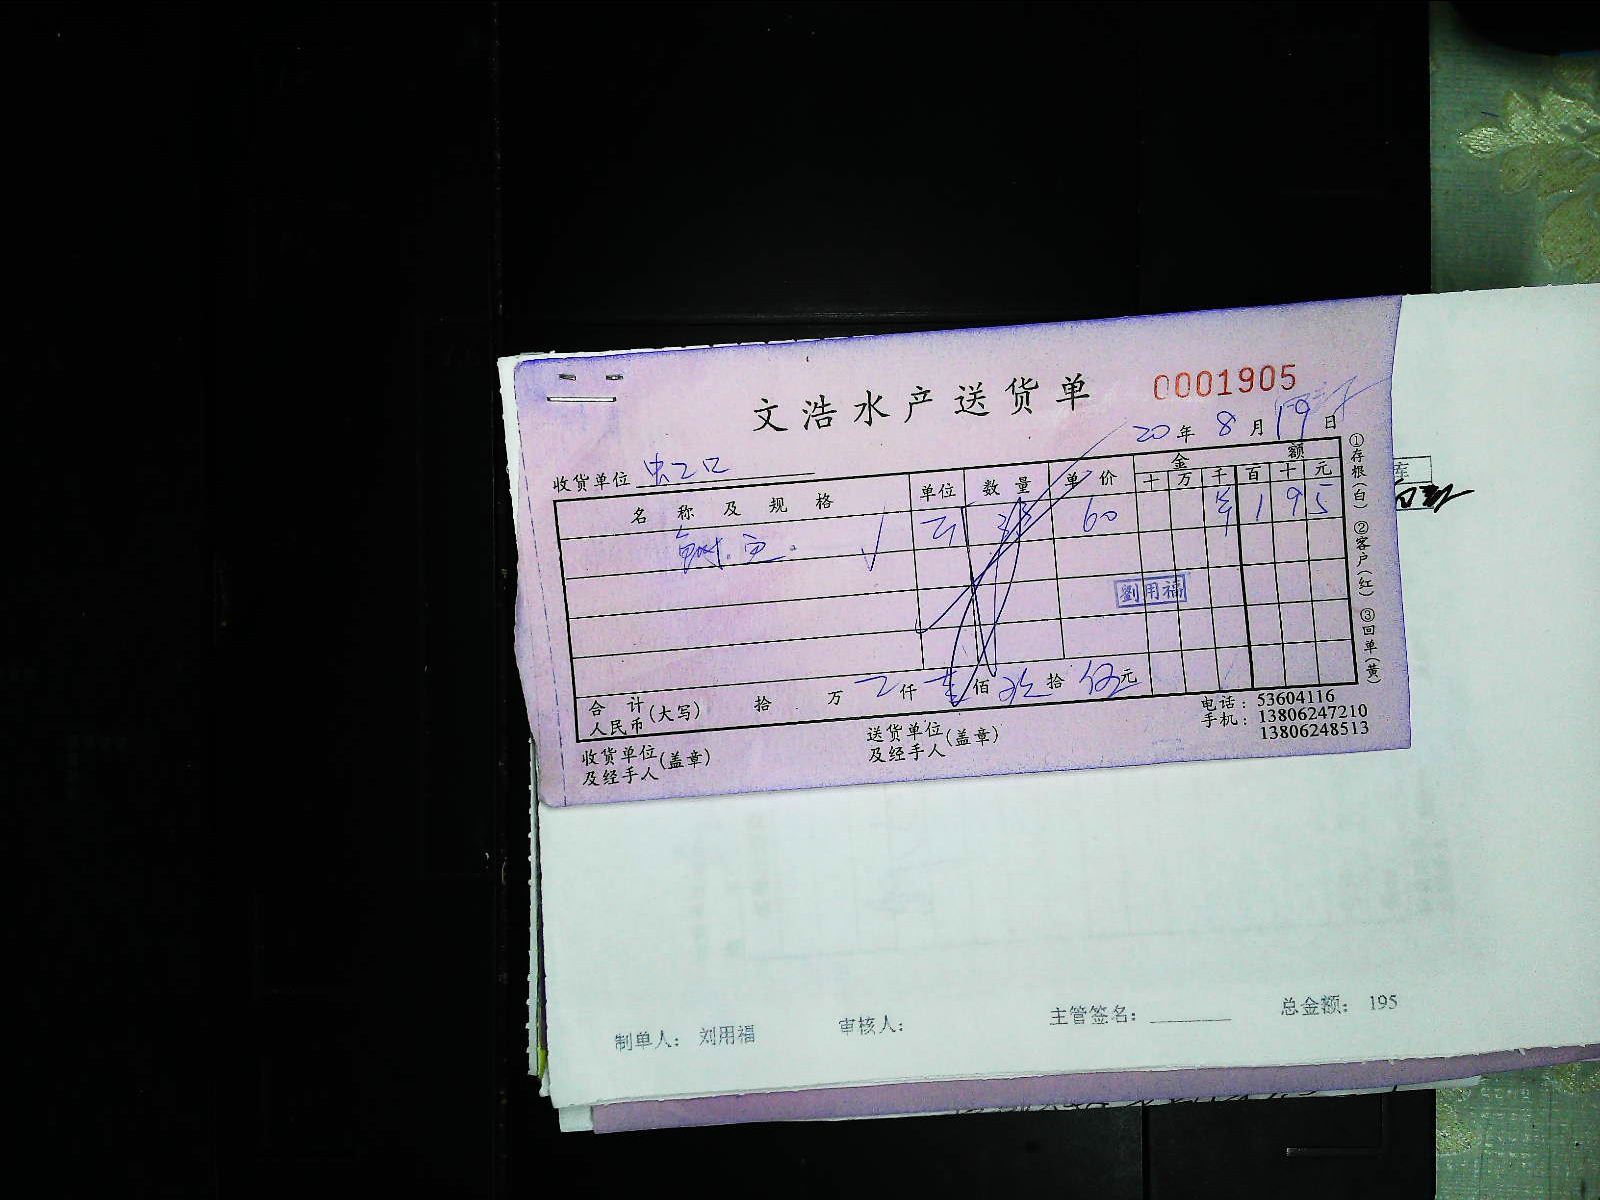 文浩水产送货单 0001905
20年8月19日
收货单位 虹口
名称及规格 单位 数量 单价 金额
十 万 千 百 十 元
鱼 60 ¥ 1 9 5
劉用福
合计人民币(大写) 拾 万 仟 壹佰 玖拾 伍元
收货单位及经手人(盖章) 送货单位及经手人(盖章)
电话：53604116
手机：13806247210
13806248513
①存根(白) ②客户(红) ③回单(黄)
制单人： 刘用福 审核人： 主管签名： 总金额： 195